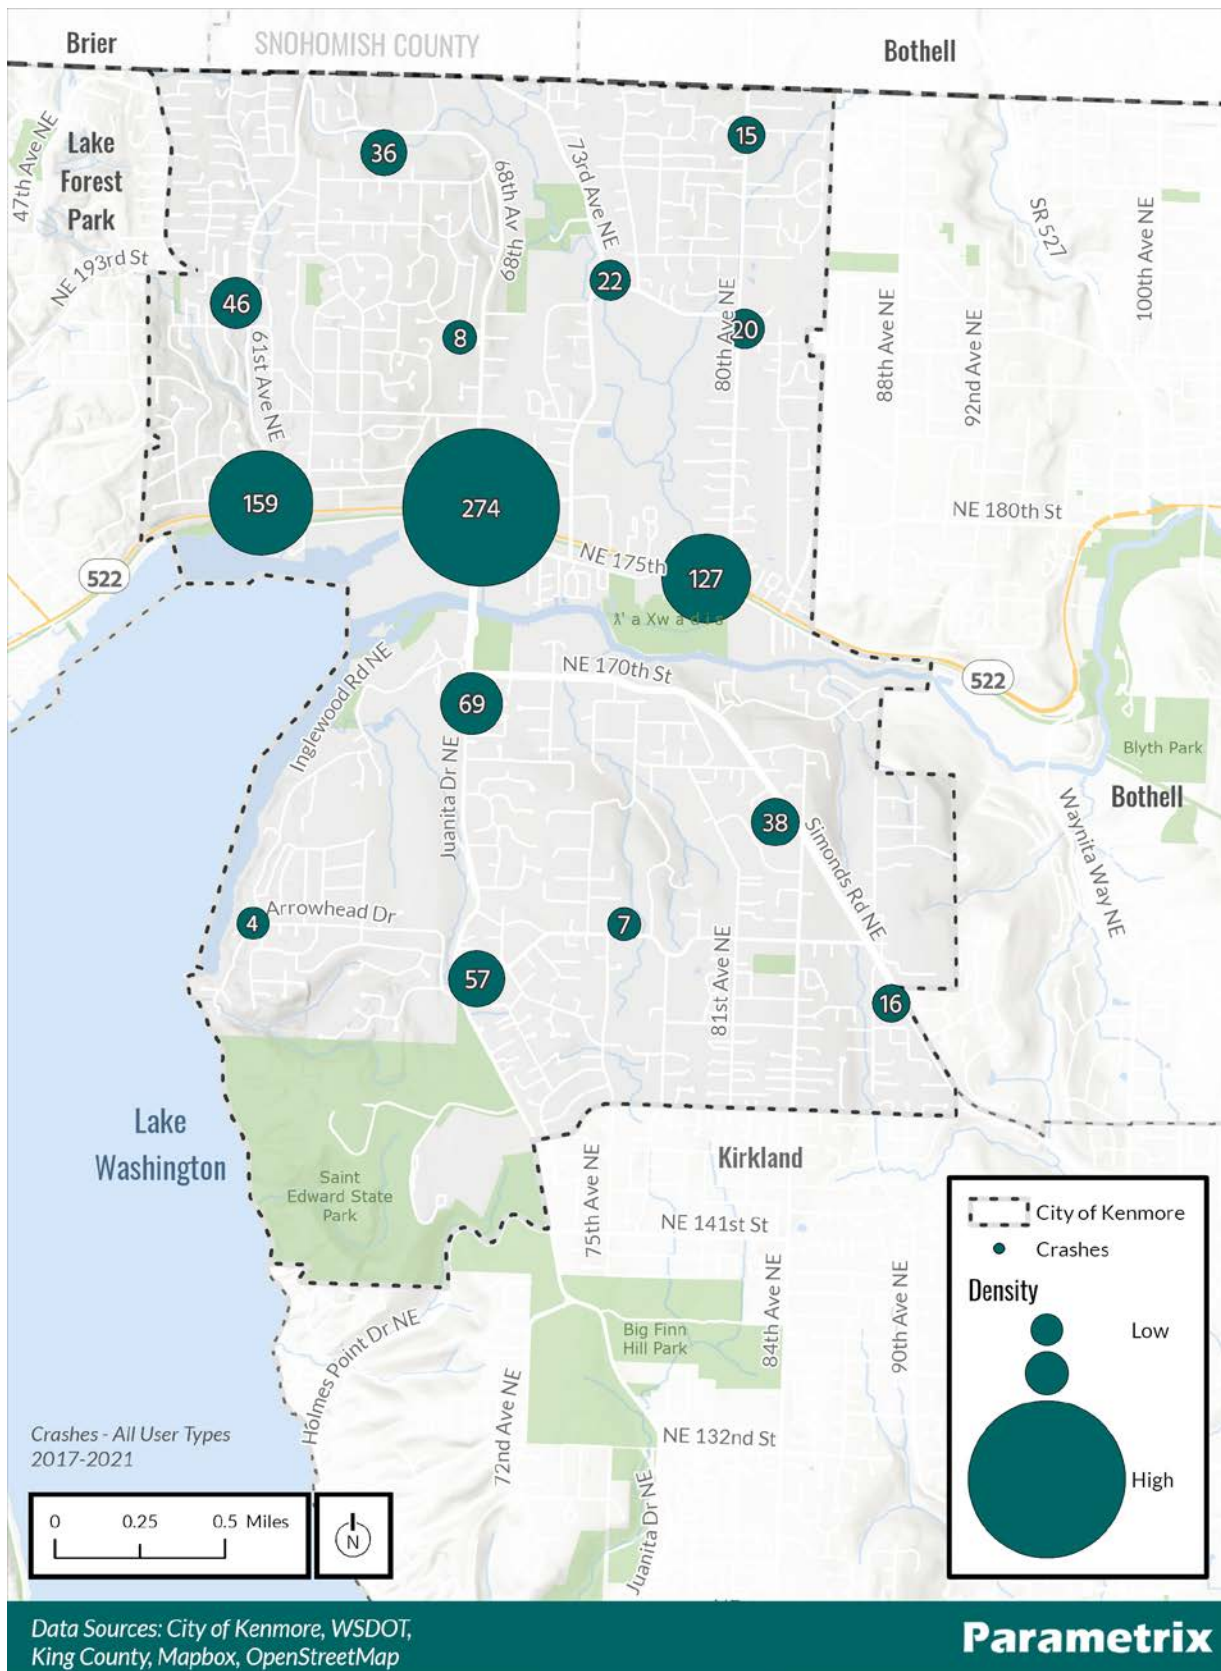 Brier
SNOHOMISH COUNTY
Bothell
Lake
Forest
Park
47th Ave NE
36
68th Av
69th
73rd Ave NE
15
SR 527
100th Ave NE
NE 193rd St
46
61st Ave NE
8
22
20
80th Ave NE
88th Ave NE
92nd Ave NE
159
274
NE 180th St
522
NE 175th
127
ƛ' a Xw a d i s
Inglewood Rd NE
NE 170th St
522
69
Juanita Dr NE
Blyth Park
Bothell
38
Simonds Rd NE
Waynita Way NE
4
Arrowhead Dr
7
81st Ave NE
57
16
Lake
Washington
Saint
Edward State
Park
Kirkland
75th Ave NE
NE 141st St
84th Ave NE
90th Ave NE
Holmes Point Dr NE
Big Finn
Hill Park
72nd Ave NE
NE 132nd St
Juanita Dr NE
City of Kenmore
Crashes
Density
Low
High
Crashes - All User Types
2017-2021
0 0.25 0.5 Miles
N
Data Sources: City of Kenmore, WSDOT,
King County, Mapbox, OpenStreetMap
Parametrix